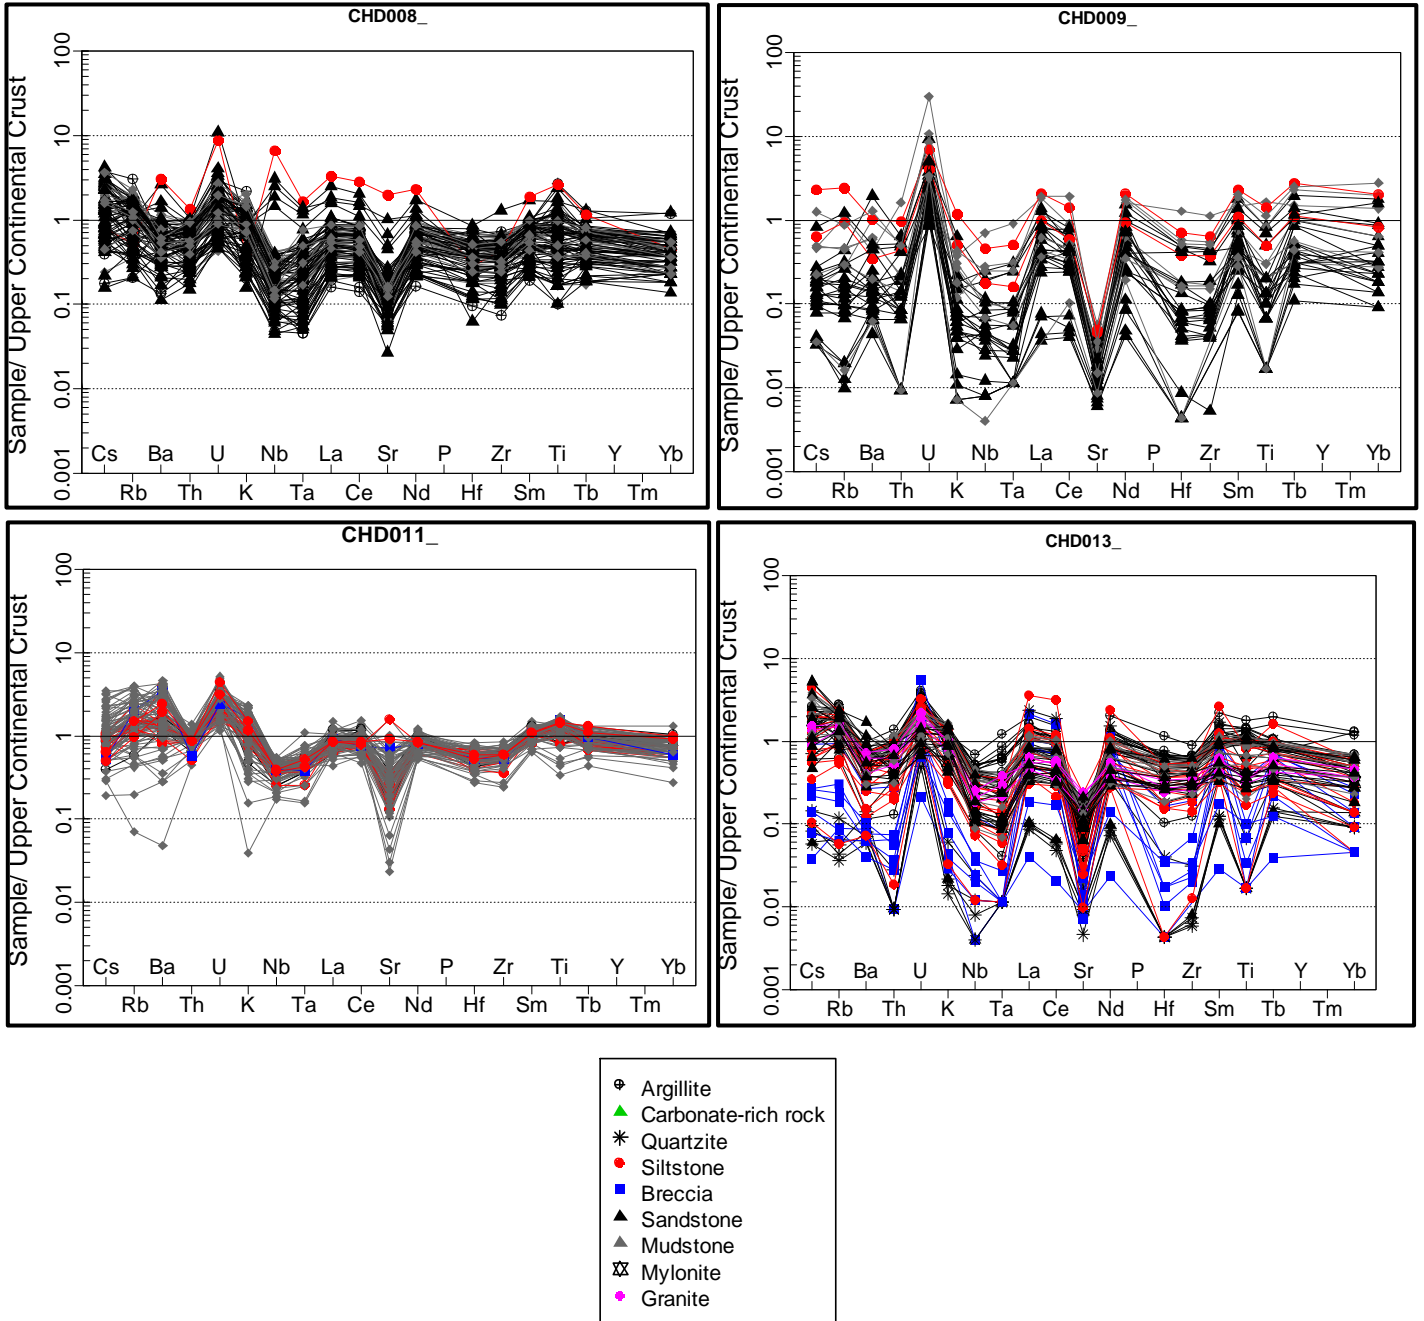 CHD008_
Sample/ Upper Continental Crust
100
10
1
0.1
0.01
0.001
Cs Ba U Nb La Sr P Zr Ti Y Yb
Rb Th K Ta Ce Nd Hf Sm Tb Tm
CHD009_
Sample/ Upper Continental Crust
100
10
1
0.1
0.01
0.001
Cs Ba U Nb La Sr P Zr Ti Y Yb
Rb Th K Ta Ce Nd Hf Sm Tb Tm
CHD011_
Sample/ Upper Continental Crust
100
10
1
0.1
0.01
0.001
Cs Ba U Nb La Sr P Zr Ti Y Yb
Rb Th K Ta Ce Nd Hf Sm Tb Tm
CHD013_
Sample/ Upper Continental Crust
100
10
1
0.1
0.01
0.001
Cs Ba U Nb La Sr P Zr Ti Y Yb
Rb Th K Ta Ce Nd Hf Sm Tb Tm
Argillite
Carbonate-rich rock
Quartzite
Siltstone
Breccia
Sandstone
Mudstone
Mylonite
Granite